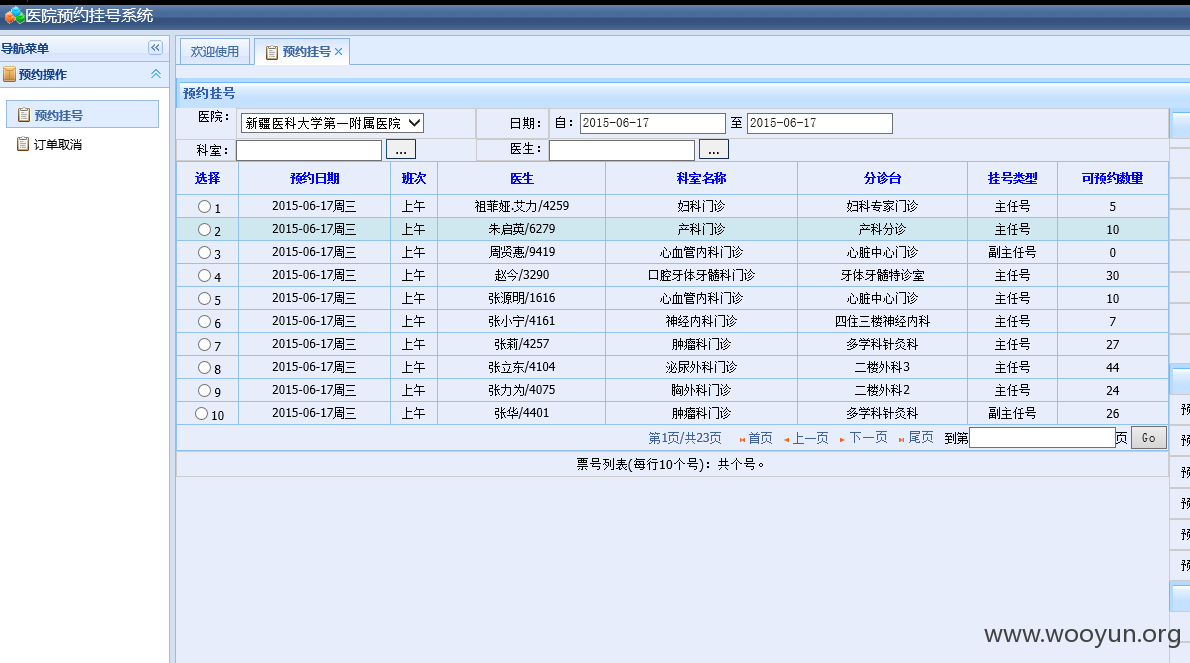 医院预约挂号系统
导航菜单
预约操作
预约挂号
订单取消
欢迎使用 预约挂号
预约挂号
医院： 新疆医科大学第一附属医院 日期： 自： 2015-06-17 至 2015-06-17
科室： ... 医生： ...
选择 预约日期 班次 医生 科室名称 分诊台 挂号类型 可预约数量
1 2015-06-17周三 上午 祖菲娅.艾力/4259 妇科门诊 妇科专家门诊 主任号 5
2 2015-06-17周三 上午 朱启英/6279 产科门诊 产科分诊 主任号 10
3 2015-06-17周三 上午 周贤惠/9419 心血管内科门诊 心脏中心门诊 副主任号 0
4 2015-06-17周三 上午 赵今/3290 口腔牙体牙髓科门诊 牙体牙髓特诊室 主任号 30
5 2015-06-17周三 上午 张源明/1616 心血管内科门诊 心脏中心门诊 主任号 10
6 2015-06-17周三 上午 张小宁/4161 神经内科门诊 四住三楼神经内科 主任号 7
7 2015-06-17周三 上午 张莉/4257 肿瘤科门诊 多学科针灸科 主任号 27
8 2015-06-17周三 上午 张立东/4104 泌尿外科门诊 二楼外科3 主任号 44
9 2015-06-17周三 上午 张力为/4075 胸外科门诊 二楼外科2 主任号 24
10 2015-06-17周三 上午 张华/4401 肿瘤科门诊 多学科针灸科 副主任号 26
第1页/共23页 首页 上一页 下一页 尾页 到第 页 Go
票号列表(每行10个号)：共个号。
预
预
预
预
预
预
www.wooyun.org